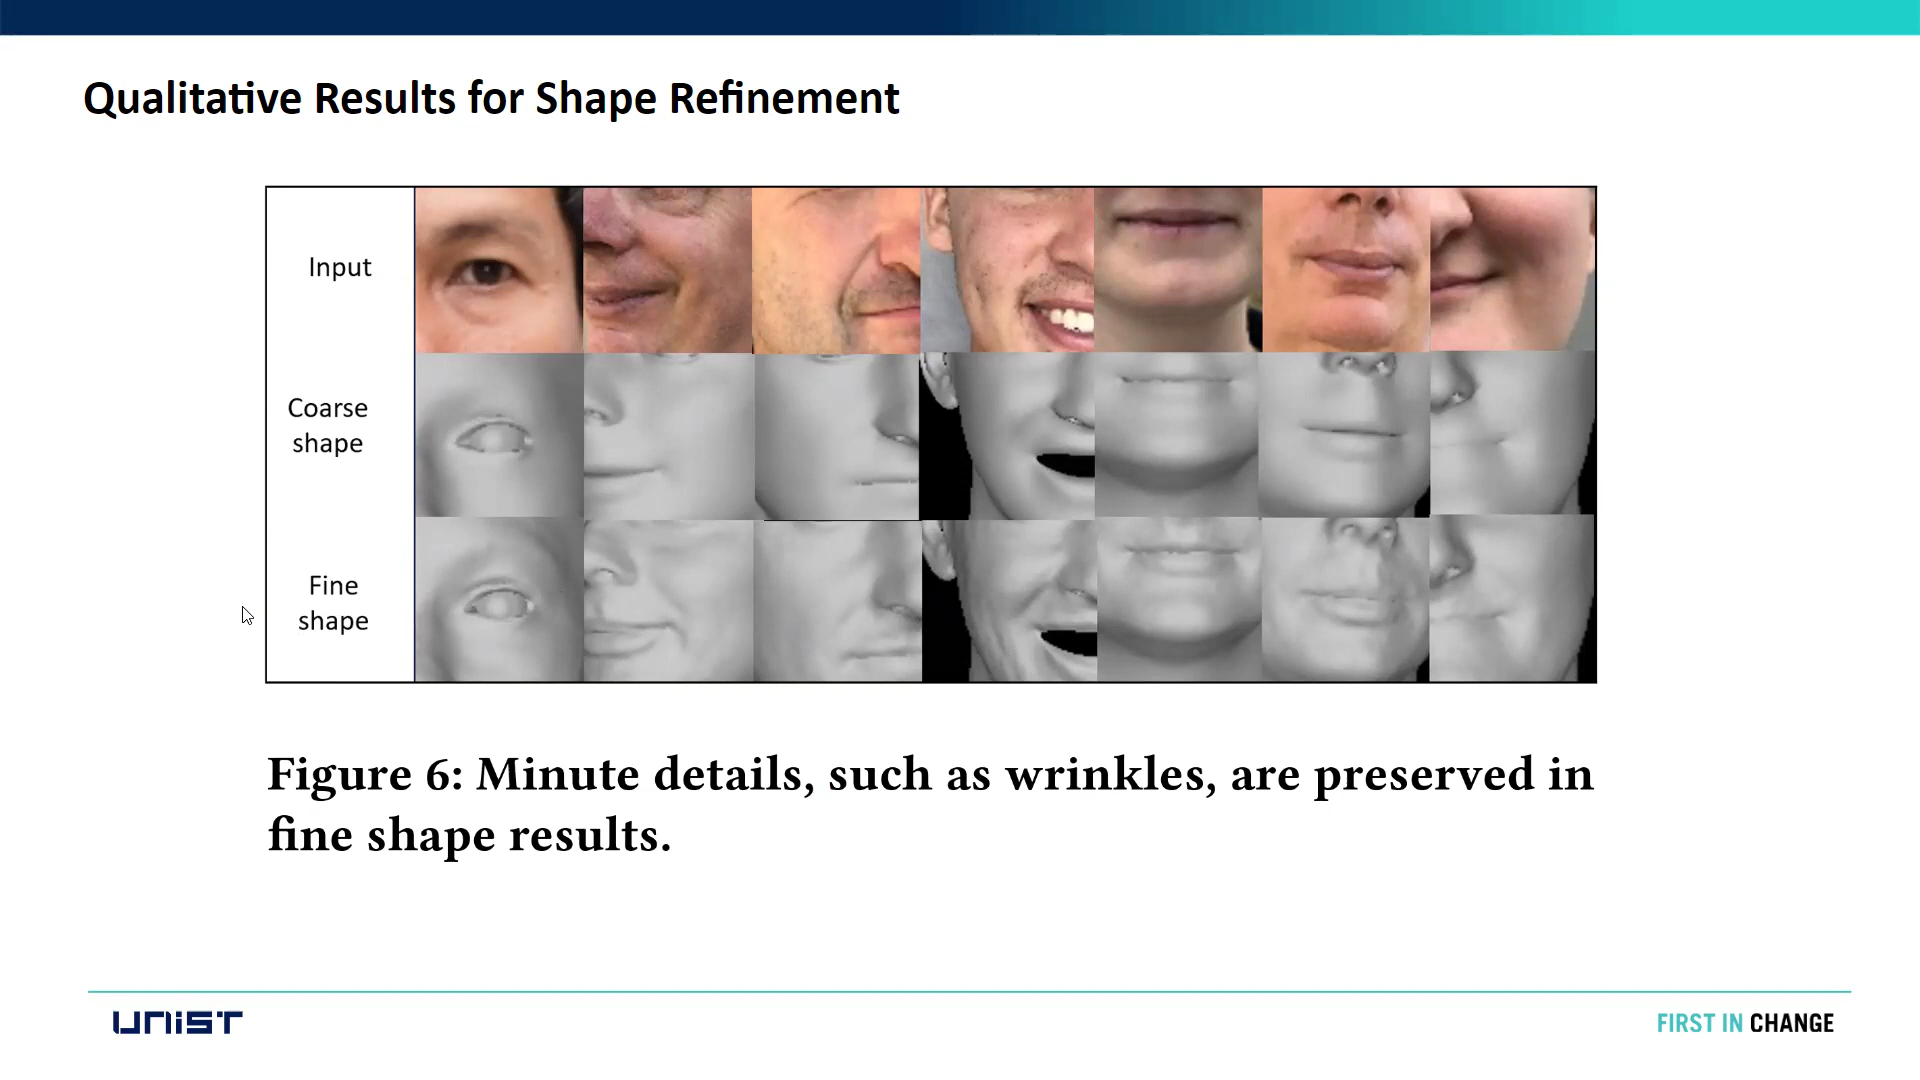 Qualitative Results for Shape Refinement
Input
Coarse
shape
Fine
shape
Figure 6: Minute details, such as wrinkles, are preserved in
fine shape results.
UNIST
FIRST IN CHANGE